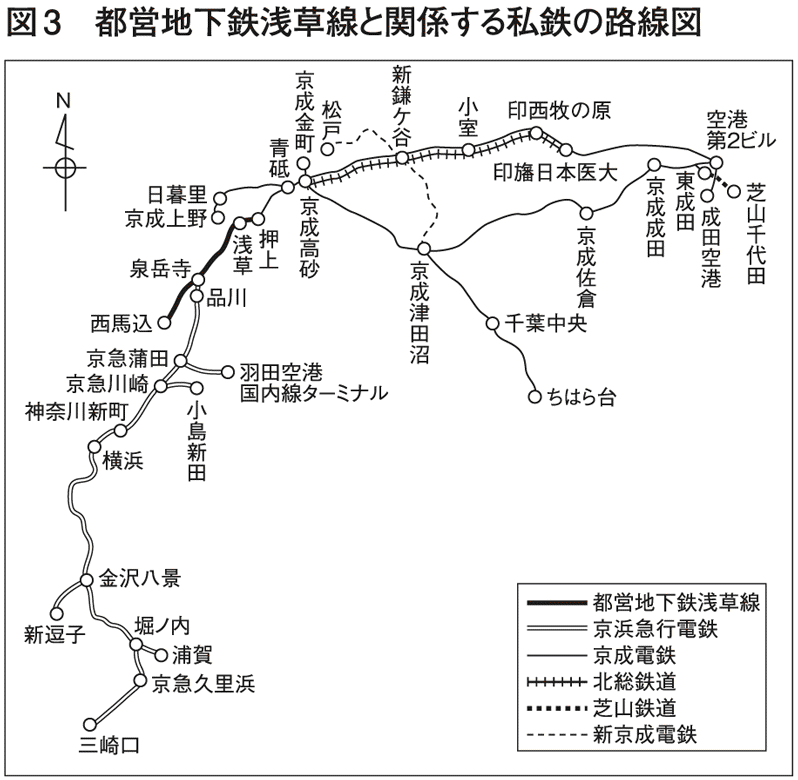 図3　都営地下鉄浅草線と関係する私鉄の路線図
N
新鎌ケ谷
京成金町
松戸
小室
印西牧の原
空港
第2ビル
青砥
印旛日本医大
日暮里
京成上野
京成高砂
京成成田
東成田
成田空港
芝山千代田
浅草
押上
京成佐倉
泉岳寺
品川
京成津田沼
西馬込
千葉中央
京急蒲田
羽田空港
国内線ターミナル
京急川崎
小島新田
ちはら台
神奈川新町
横浜
金沢八景
新逗子
堀ノ内
浦賀
京急久里浜
三崎口
都営地下鉄浅草線
京浜急行電鉄
京成電鉄
北総鉄道
芝山鉄道
新京成電鉄